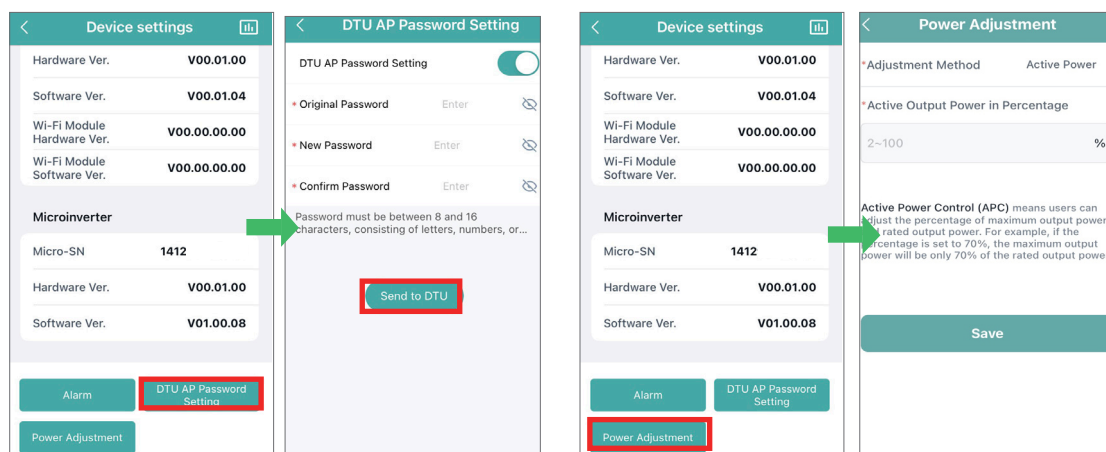 Device settings
Hardware Ver. V00.01.00
Software Ver. V00.01.04
Wi-Fi Module
Hardware Ver. V00.00.00.00
Wi-Fi Module
Software Ver. V00.00.00.00
Microinverter
Micro-SN 1412
Hardware Ver. V00.01.00
Software Ver. V01.00.08
Alarm
DTU AP Password
Setting
Power Adjustment
DTU AP Password Setting
DTU AP Password Setting
* Original Password Enter
* New Password Enter
* Confirm Password Enter
Password must be between 8 and 16
characters, consisting of letters, numbers, or...
Send to DTU
Device settings
Hardware Ver. V00.01.00
Software Ver. V00.01.04
Wi-Fi Module
Hardware Ver. V00.00.00.00
Wi-Fi Module
Software Ver. V00.00.00.00
Microinverter
Micro-SN 1412
Hardware Ver. V00.01.00
Software Ver. V01.00.08
Alarm
DTU AP Password
Setting
Power Adjustment
Power Adjustment
*Adjustment Method Active Power
*Active Output Power in Percentage
2~100 %
Active Power Control (APC) means users can
adjust the percentage of maximum output power
rated output power. For example, if the
percentage is set to 70%, the maximum output
power will be only 70% of the rated output powe
Save